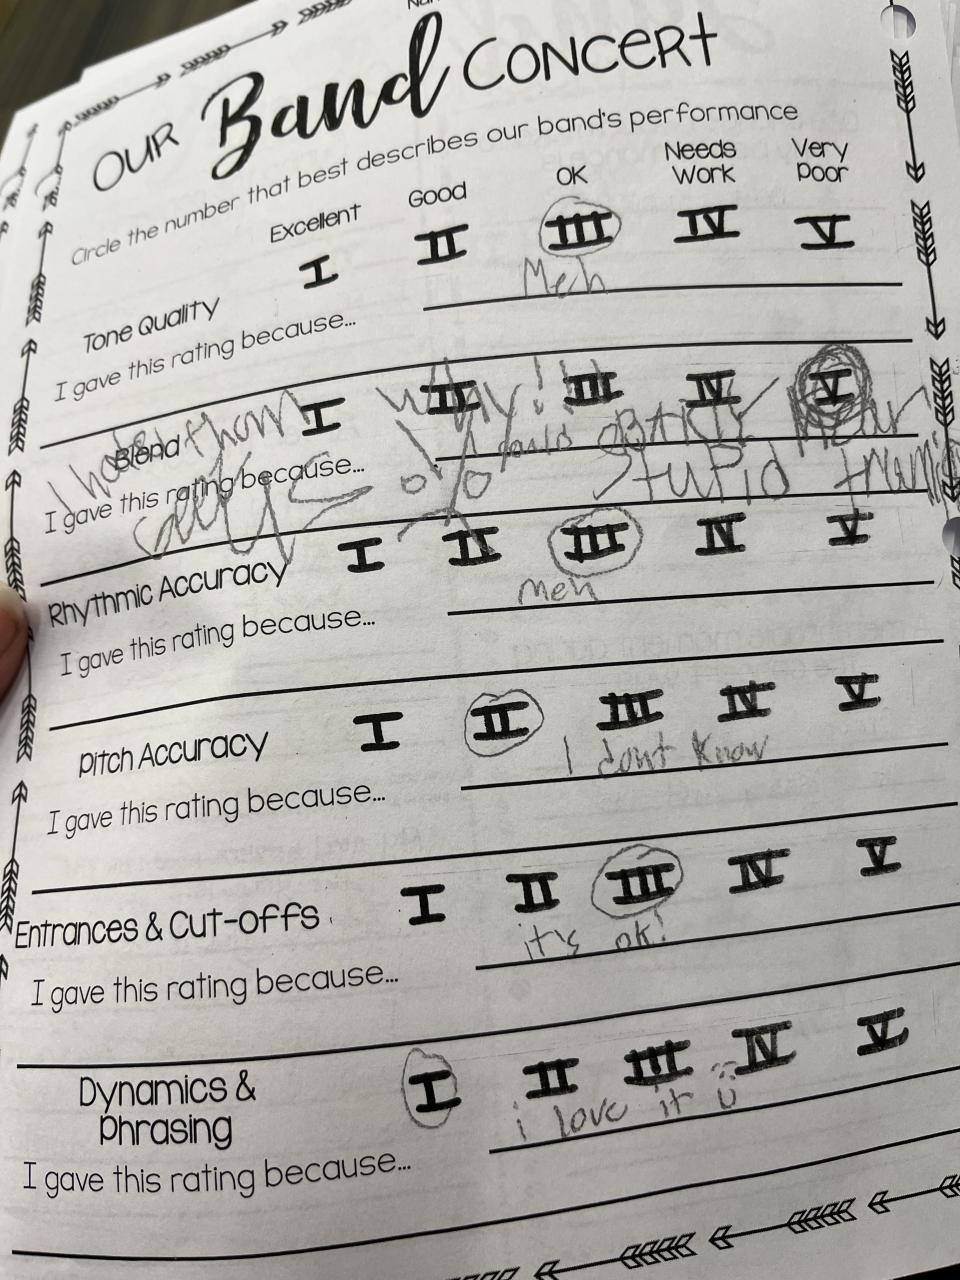 OUR Band CONCERT
Circle the number that best describes our band's performance
Excellent Good OK Needs Work Very Poor
Tone Quality I II III IV V
I gave this rating because... Meh
Blend I II III IV V
Way!!
I gave this rating because... could Hear
Stupid
Rhythmic Accuracy I II III IV V
I gave this rating because... Meh
Pitch Accuracy I II III IV V
I gave this rating because... I dont Know
Entrances & Cut-offs I II III IV V
I gave this rating because... it's ok!
Dynamics & Phrasing I II III IV V
I gave this rating because... i love it ü